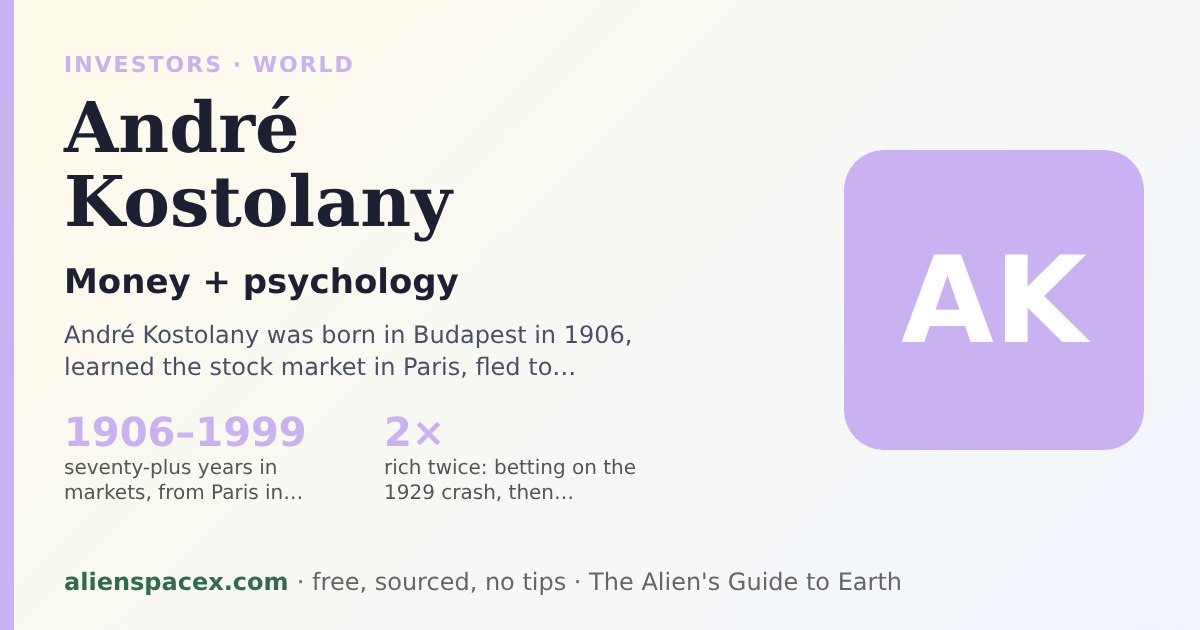 INVESTORS · WORLD
André
Kostolany
Money + psychology
André Kostolany was born in Budapest in 1906,
learned the stock market in Paris, fled to…
1906–1999
seventy-plus years in
markets, from Paris in…
2×
rich twice: betting on the
1929 crash, then…
AK
alienspacex.com · free, sourced, no tips · The Alien's Guide to Earth